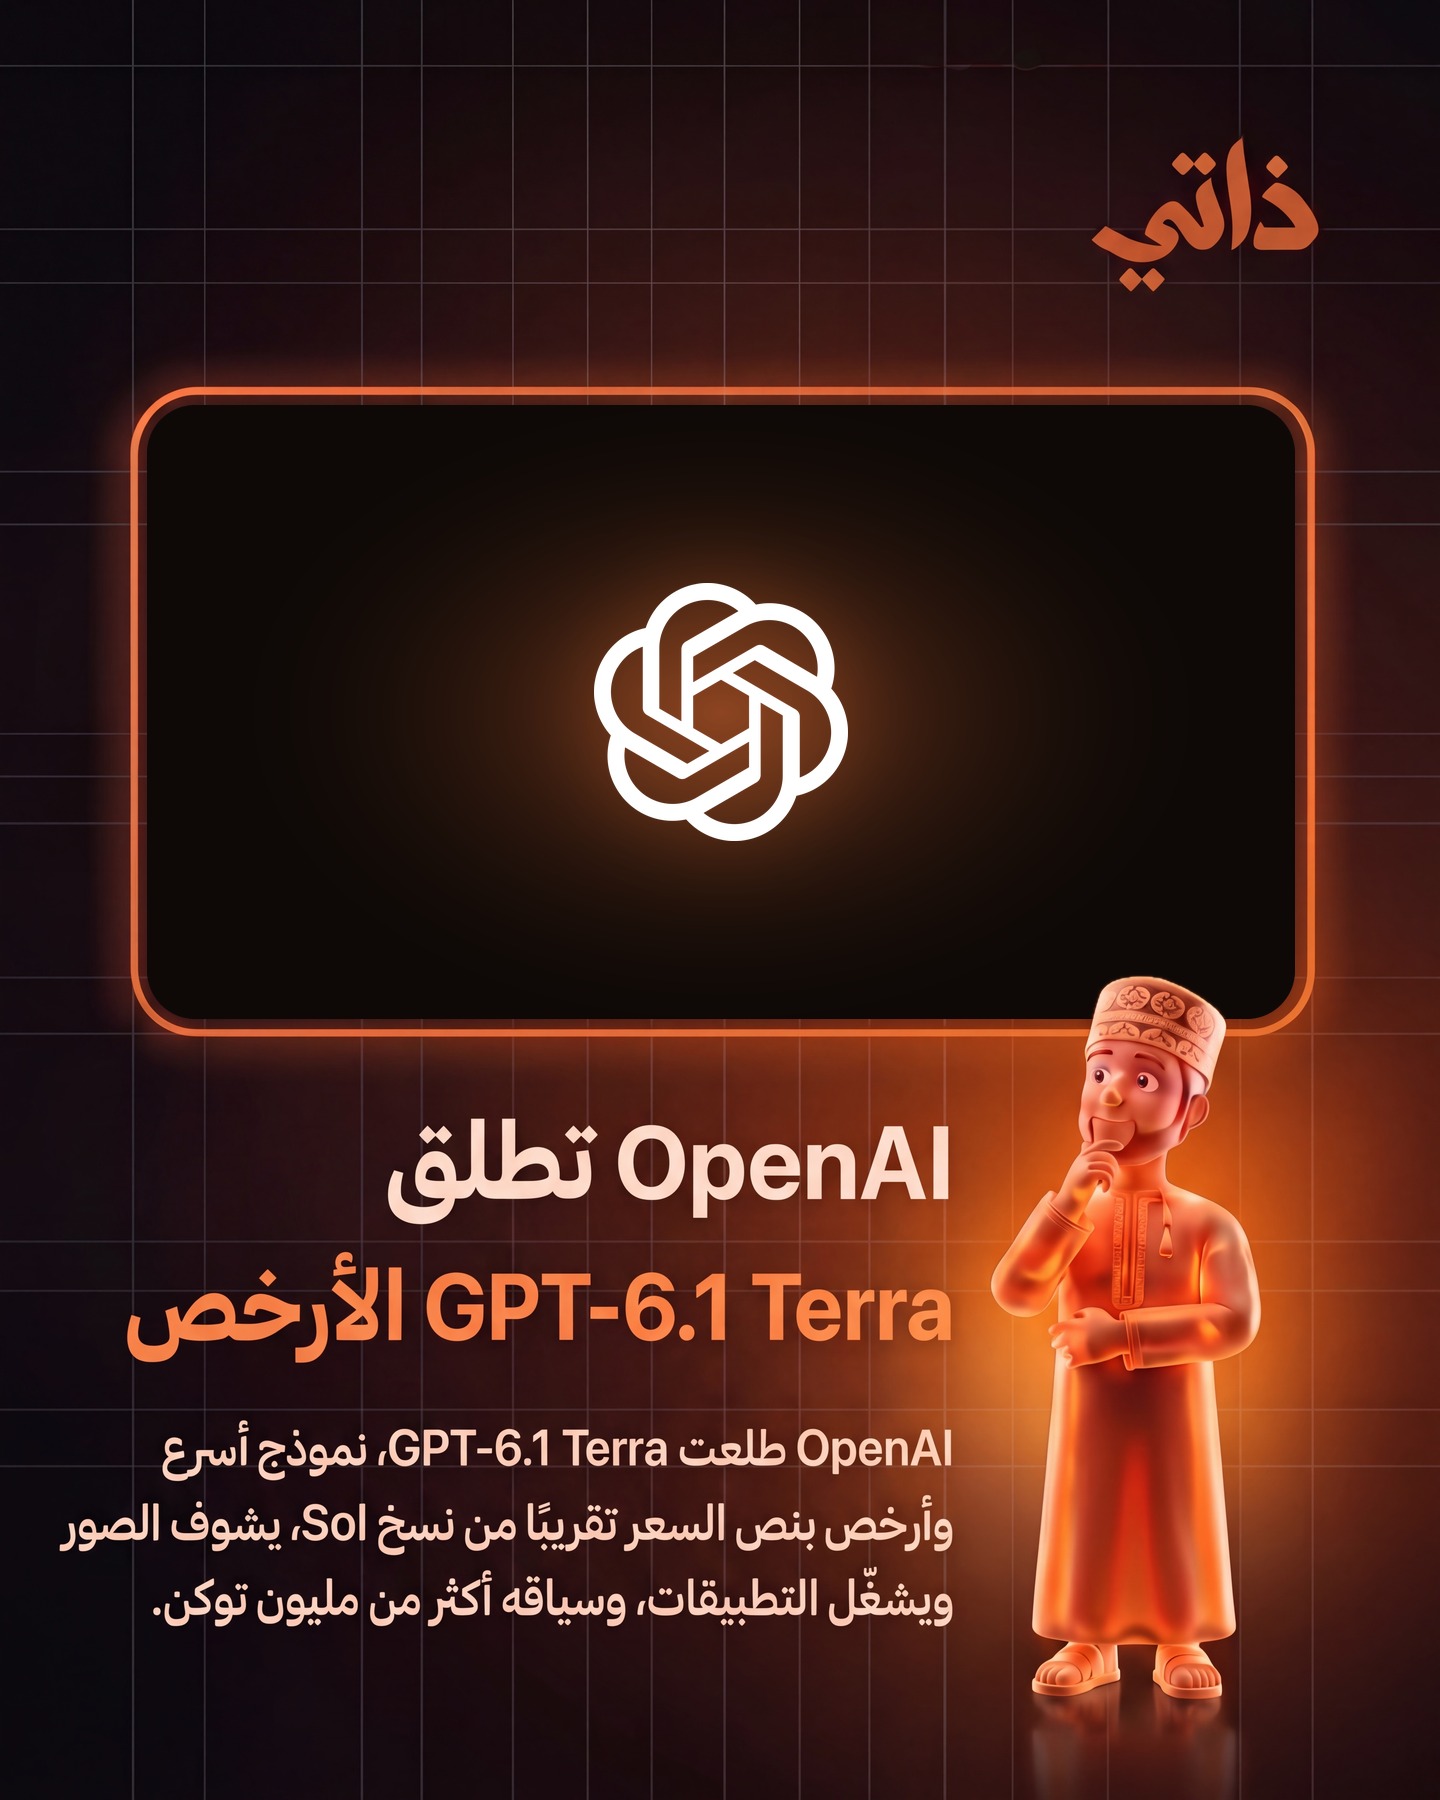 ذاتي
OpenAI تطلق
GPT-6.1 Terra الأرخص
OpenAI طلعت GPT-6.1 Terra، نموذج أسرع
وأرخص بنص السعر تقريبًا من نسخ Sol، يشوف الصور
ويشغّل التطبيقات، وسياقه أكثر من مليون توكن.